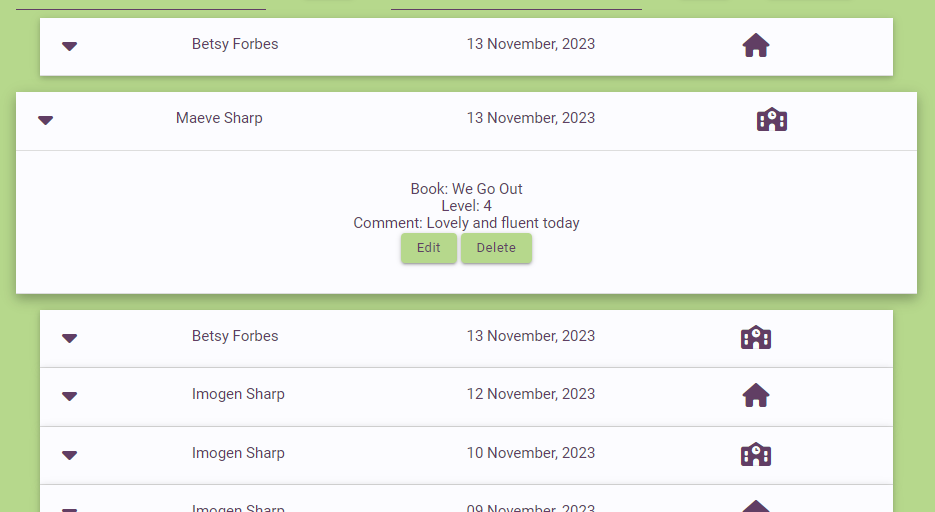 Betsy Forbes 13 November, 2023
Maeve Sharp 13 November, 2023
Book: We Go Out
Level: 4
Comment: Lovely and fluent today
Edit Delete
Betsy Forbes 13 November, 2023
Imogen Sharp 12 November, 2023
Imogen Sharp 10 November, 2023
Imogen Sharp 09 November, 2023